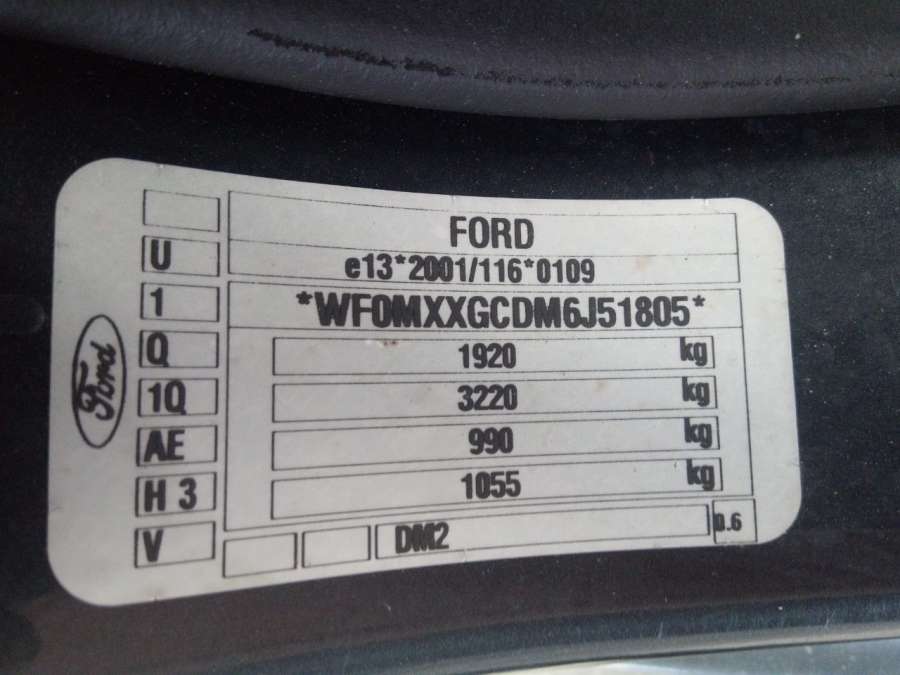 FORD
U
e13*2001/116*0109
1
*WF0MXXGCDM6J51805*
Q
1920 kg
1Q
3220 kg
AE
990 kg
H 3
1055 kg
V
DM2
0.6
Ford